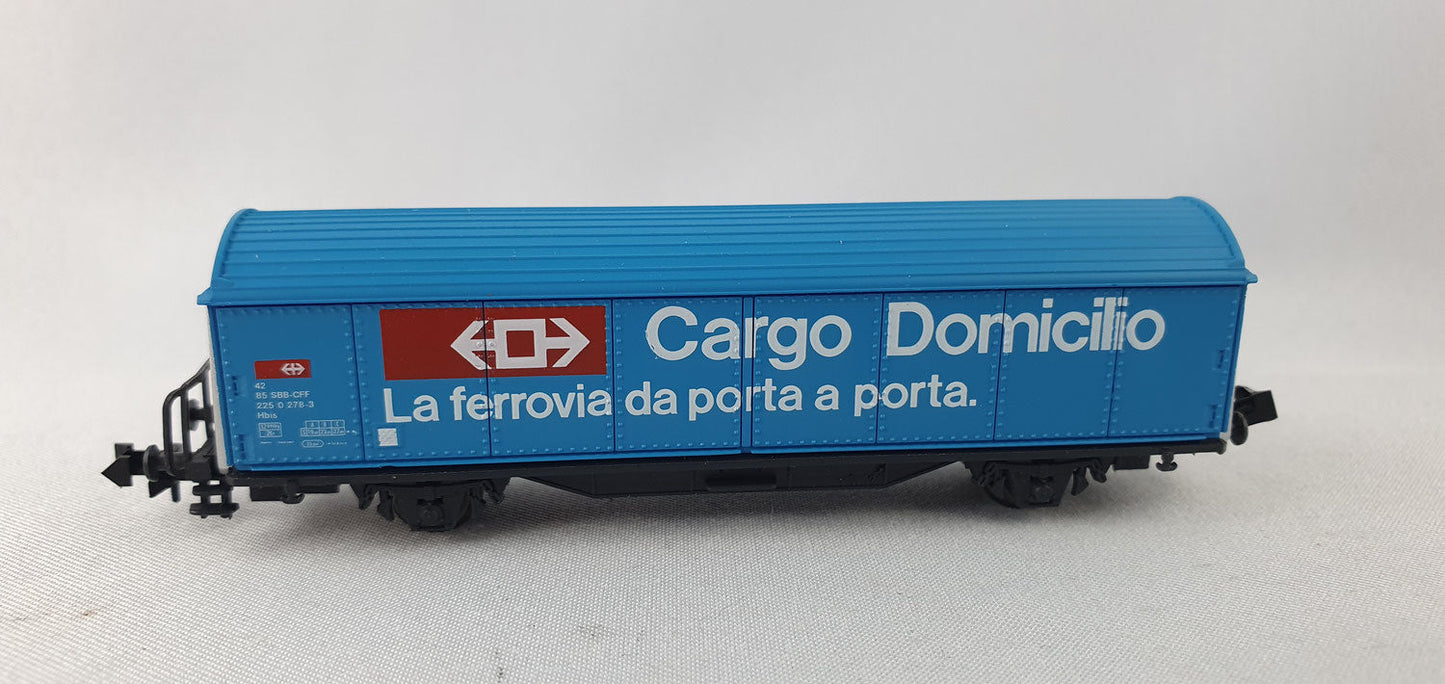 Cargo Domicilio
La ferrovia da porta a porta.
42
85 SBB-CFF
225 0 278-3
Hbis
A B C